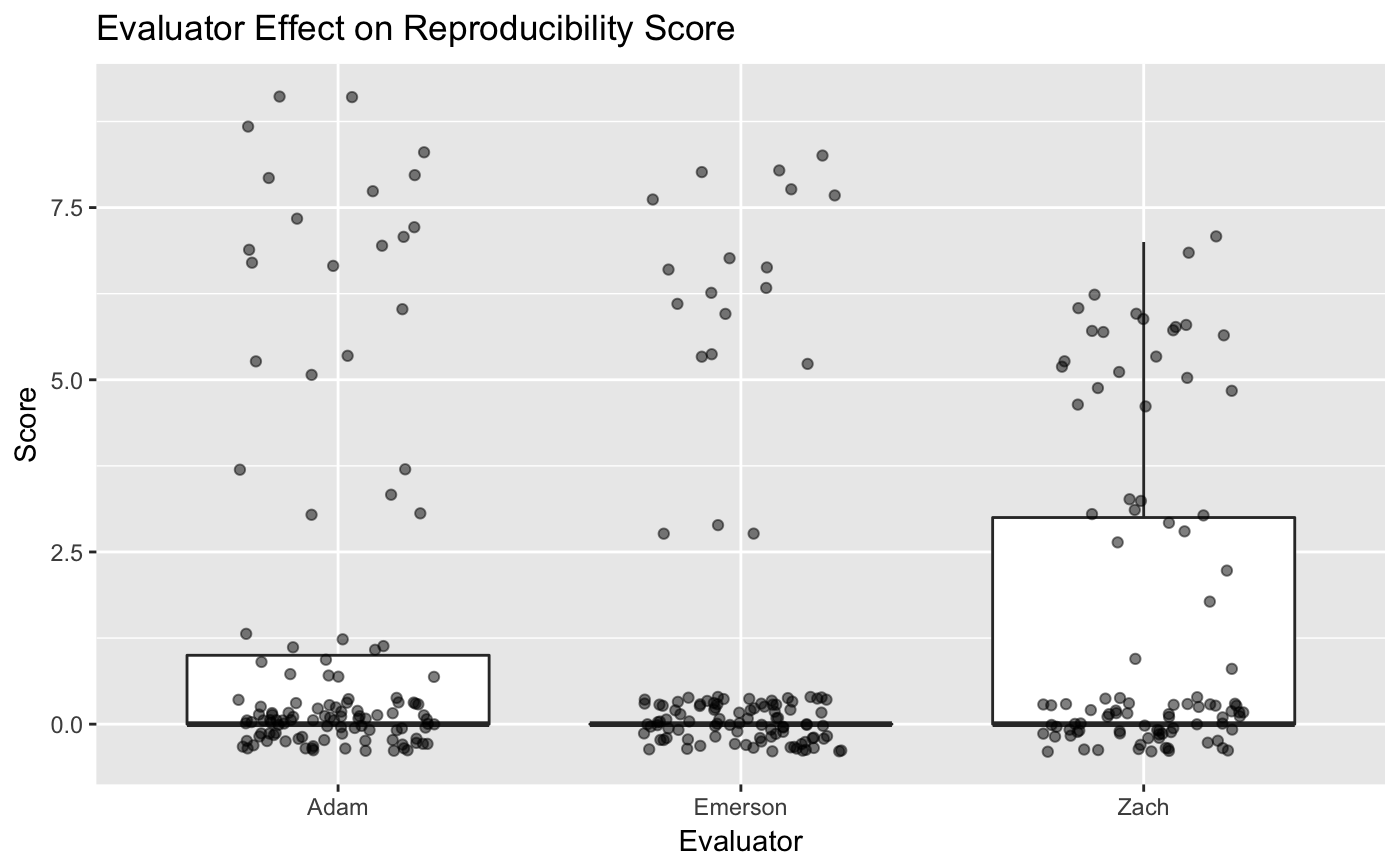 Evaluator Effect on Reproducibility Score
7.5
5.0
2.5
0.0
Score
Adam
Emerson
Zach
Evaluator